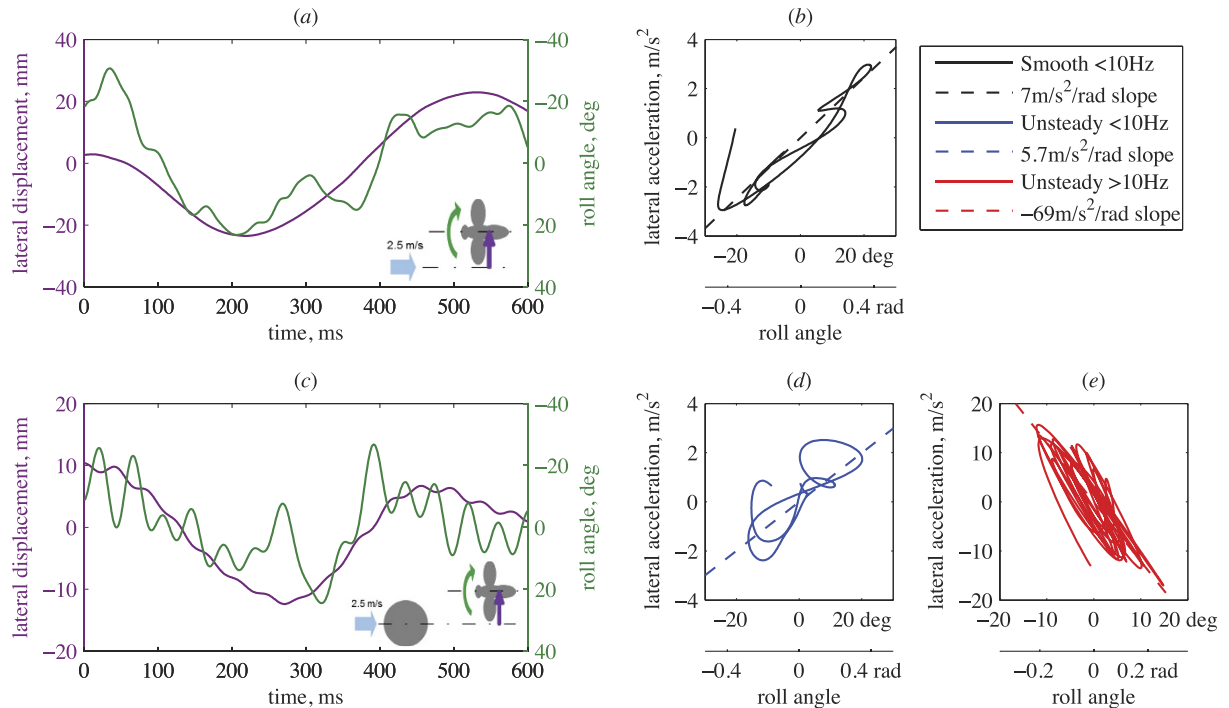 (a)
lateral displacement, mm
40
20
0
−20
−40
0 100 200 300 400 500 600
time, ms
−40
−20
0
20
40
roll angle, deg
2.5 m/s
(b)
lateral acceleration, m/s²
4
2
0
−2
−4
−20 0 20 deg
−0.4 0 0.4 rad
roll angle
Smooth <10Hz
7m/s²/rad slope
Unsteady <10Hz
5.7m/s²/rad slope
Unsteady >10Hz
−69m/s²/rad slope
(c)
lateral displacement, mm
20
10
0
−10
−20
0 100 200 300 400 500 600
time, ms
−40
−20
0
20
40
roll angle, deg
2.5 m/s
(d)
lateral acceleration, m/s²
4
2
0
−2
−4
−20 0 20 deg
−0.4 0 0.4 rad
roll angle
(e)
lateral acceleration, m/s²
20
10
0
−10
−20
−20 −10 0 10 20 deg
−0.2 0 0.2 rad
roll angle